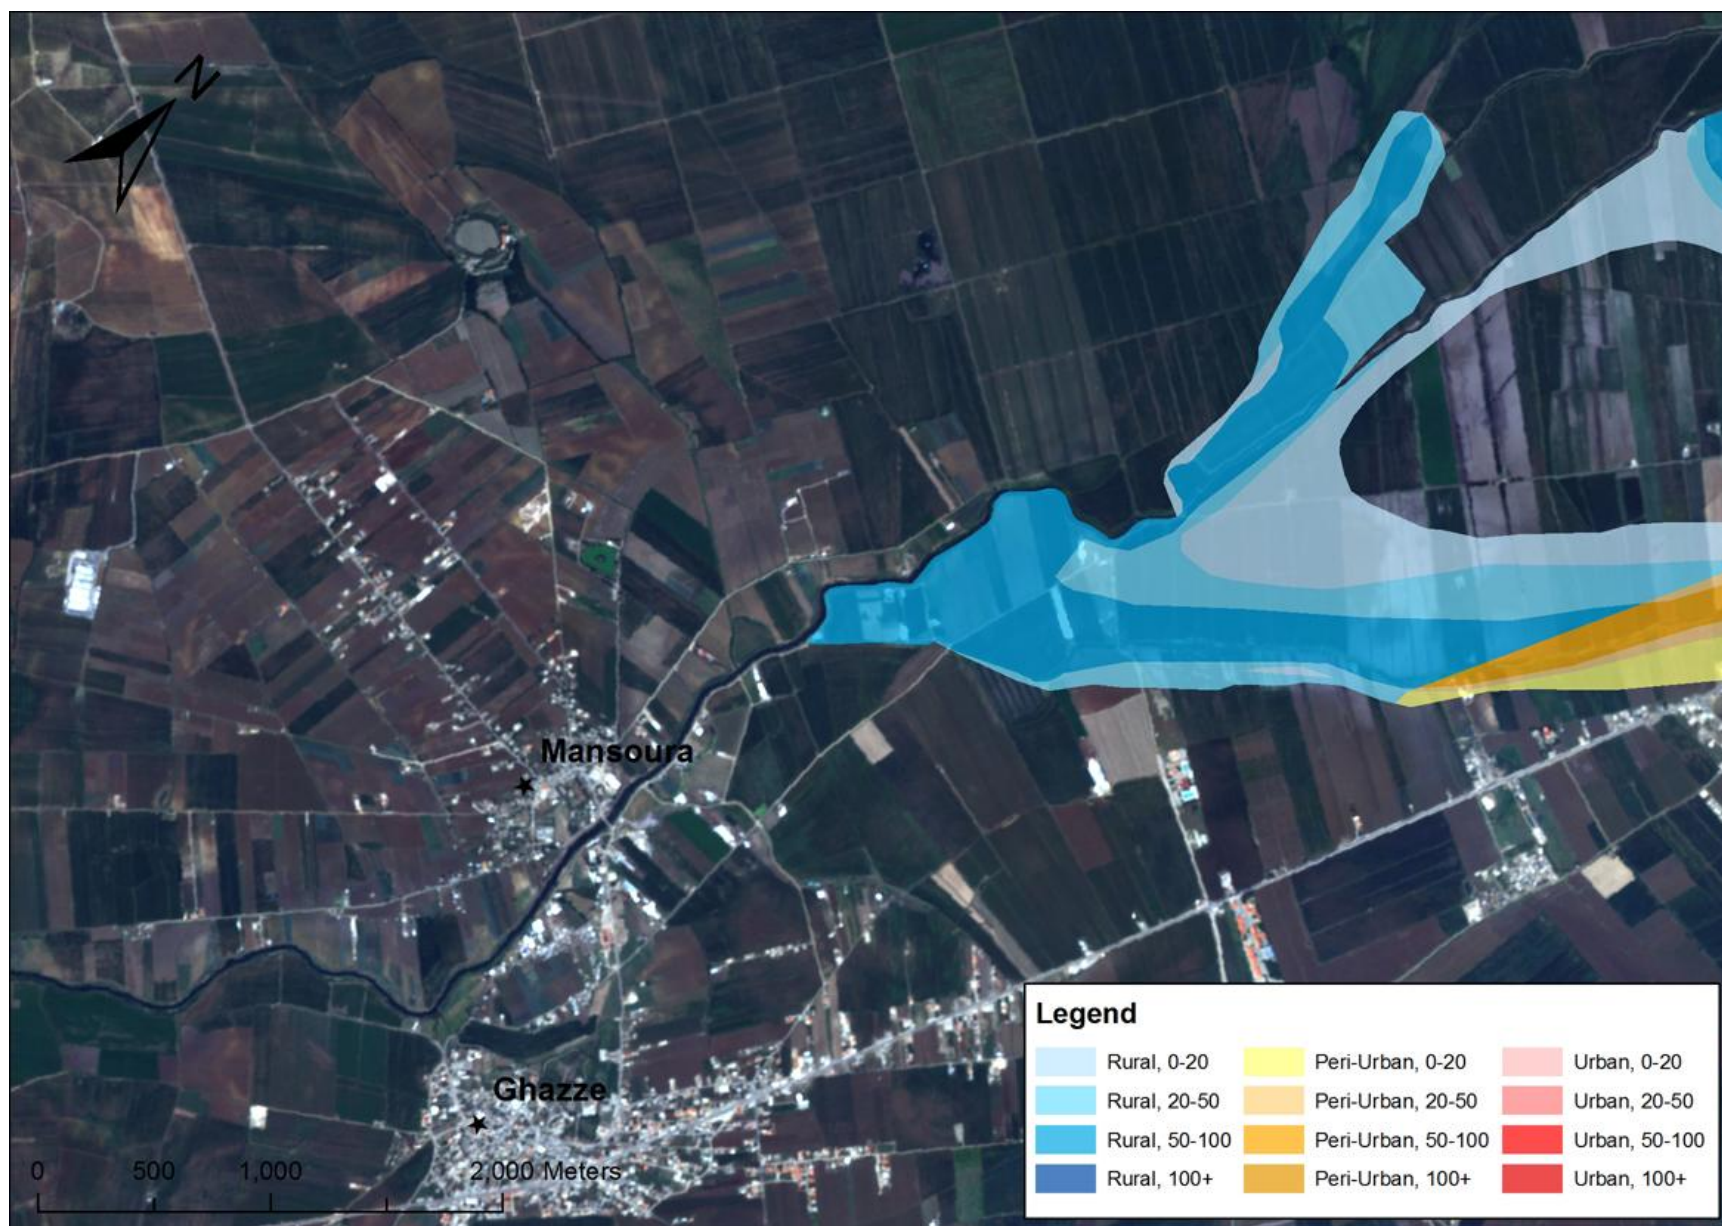 N
Mansoura
Ghazze
0 500 1,000 2,000 Meters
Legend
Rural, 0-20 Peri-Urban, 0-20 Urban, 0-20
Rural, 20-50 Peri-Urban, 20-50 Urban, 20-50
Rural, 50-100 Peri-Urban, 50-100 Urban, 50-100
Rural, 100+ Peri-Urban, 100+ Urban, 100+